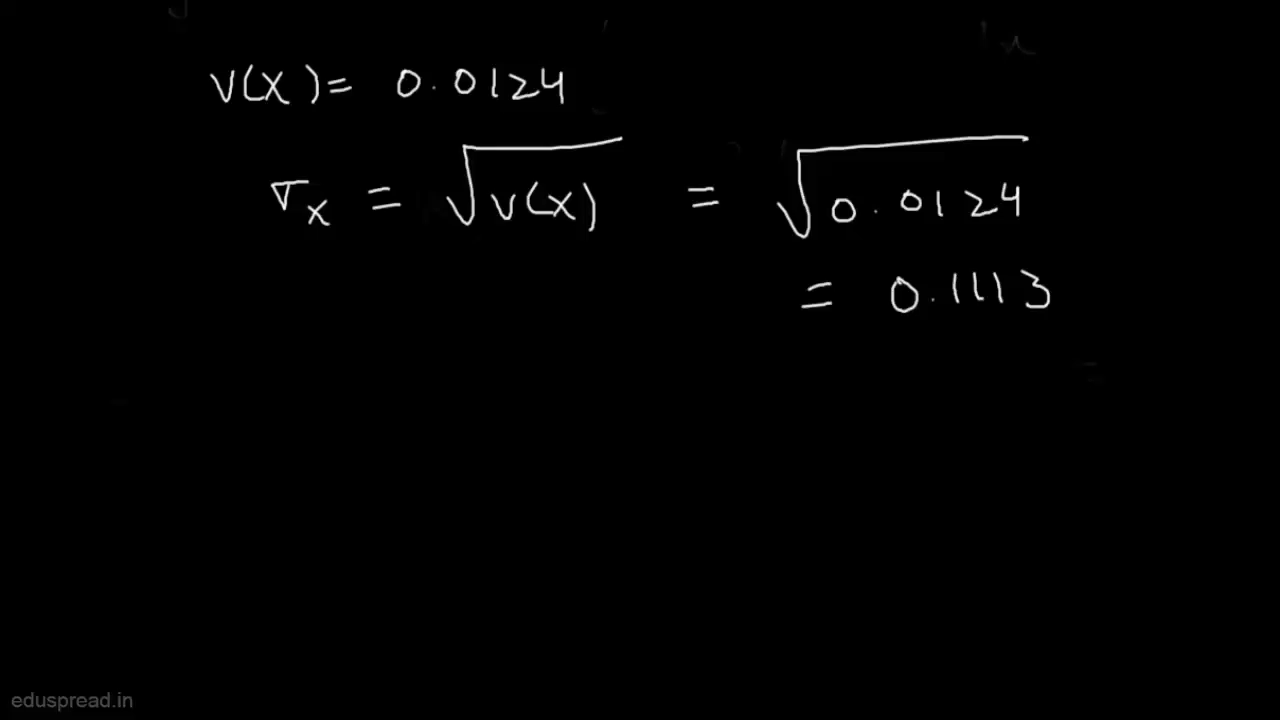 V(X) = 0.0124
σx = √V(X) = √0.0124
= 0.1113
eduspread.in